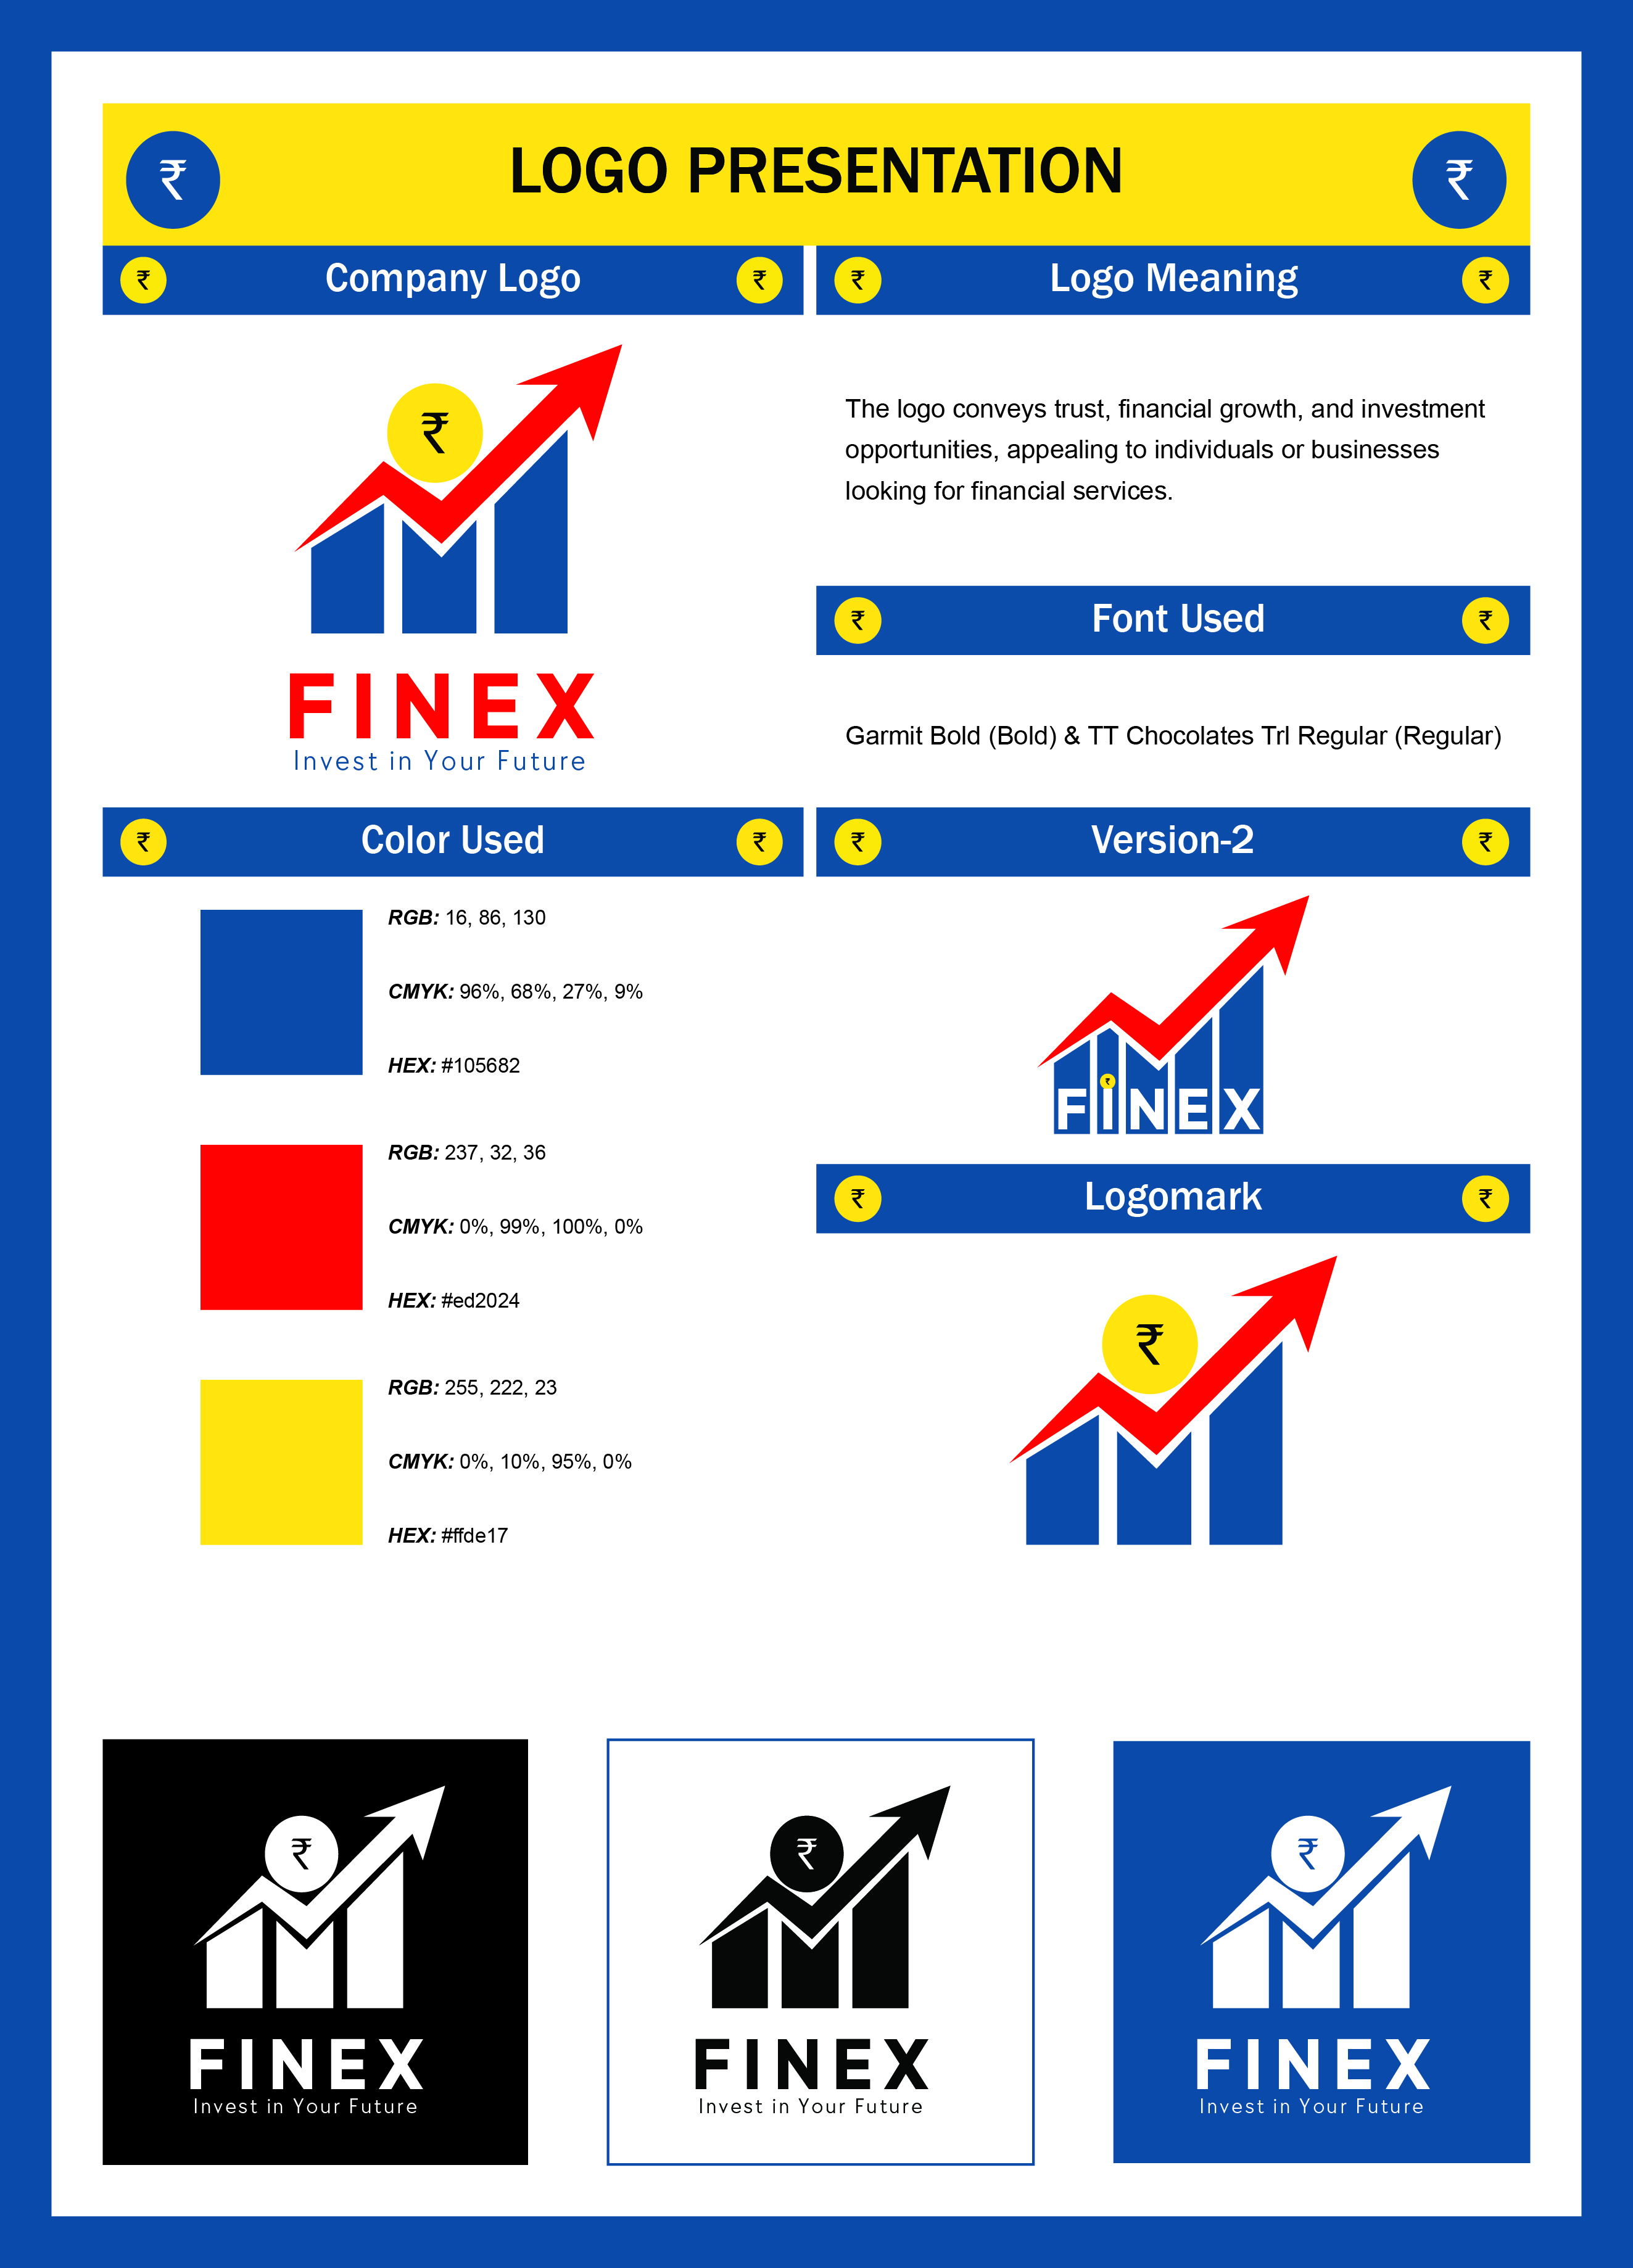 ₹ LOGO PRESENTATION ₹
₹ Company Logo ₹
₹
FINEX
Invest in Your Future
₹ Logo Meaning ₹
The logo conveys trust, financial growth, and investment
opportunities, appealing to individuals or businesses
looking for financial services.
₹ Font Used ₹
Garmit Bold (Bold) & TT Chocolates Trl Regular (Regular)
₹ Color Used ₹
RGB: 16, 86, 130
CMYK: 96%, 68%, 27%, 9%
HEX: #105682
RGB: 237, 32, 36
CMYK: 0%, 99%, 100%, 0%
HEX: #ed2024
RGB: 255, 222, 23
CMYK: 0%, 10%, 95%, 0%
HEX: #ffde17
₹ Version-2 ₹
₹
FINEX
₹ Logomark ₹
₹
₹
FINEX
Invest in Your Future
₹
FINEX
Invest in Your Future
₹
FINEX
Invest in Your Future